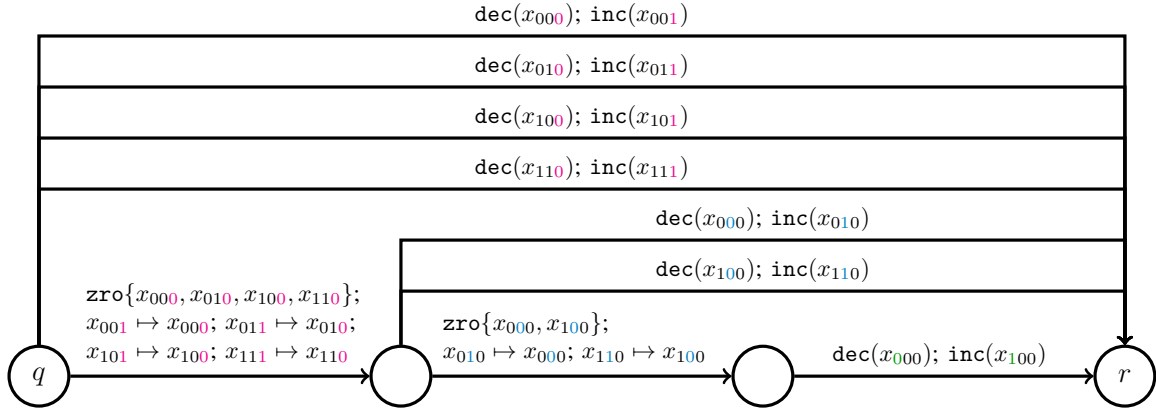 dec(x₀₀₀); inc(x₀₀₁)
dec(x₀₁₀); inc(x₀₁₁)
dec(x₁₀₀); inc(x₁₀₁)
dec(x₁₁₀); inc(x₁₁₁)
dec(x₀₀₀); inc(x₀₁₀)
dec(x₁₀₀); inc(x₁₁₀)
zro{x₀₀₀, x₀₁₀, x₁₀₀, x₁₁₀};
x₀₀₁ ↦ x₀₀₀; x₀₁₁ ↦ x₀₁₀;
x₁₀₁ ↦ x₁₀₀; x₁₁₁ ↦ x₁₁₀
zro{x₀₀₀, x₁₀₀};
x₀₁₀ ↦ x₀₀₀; x₁₁₀ ↦ x₁₀₀
dec(x₀₀₀); inc(x₁₀₀)
q
r